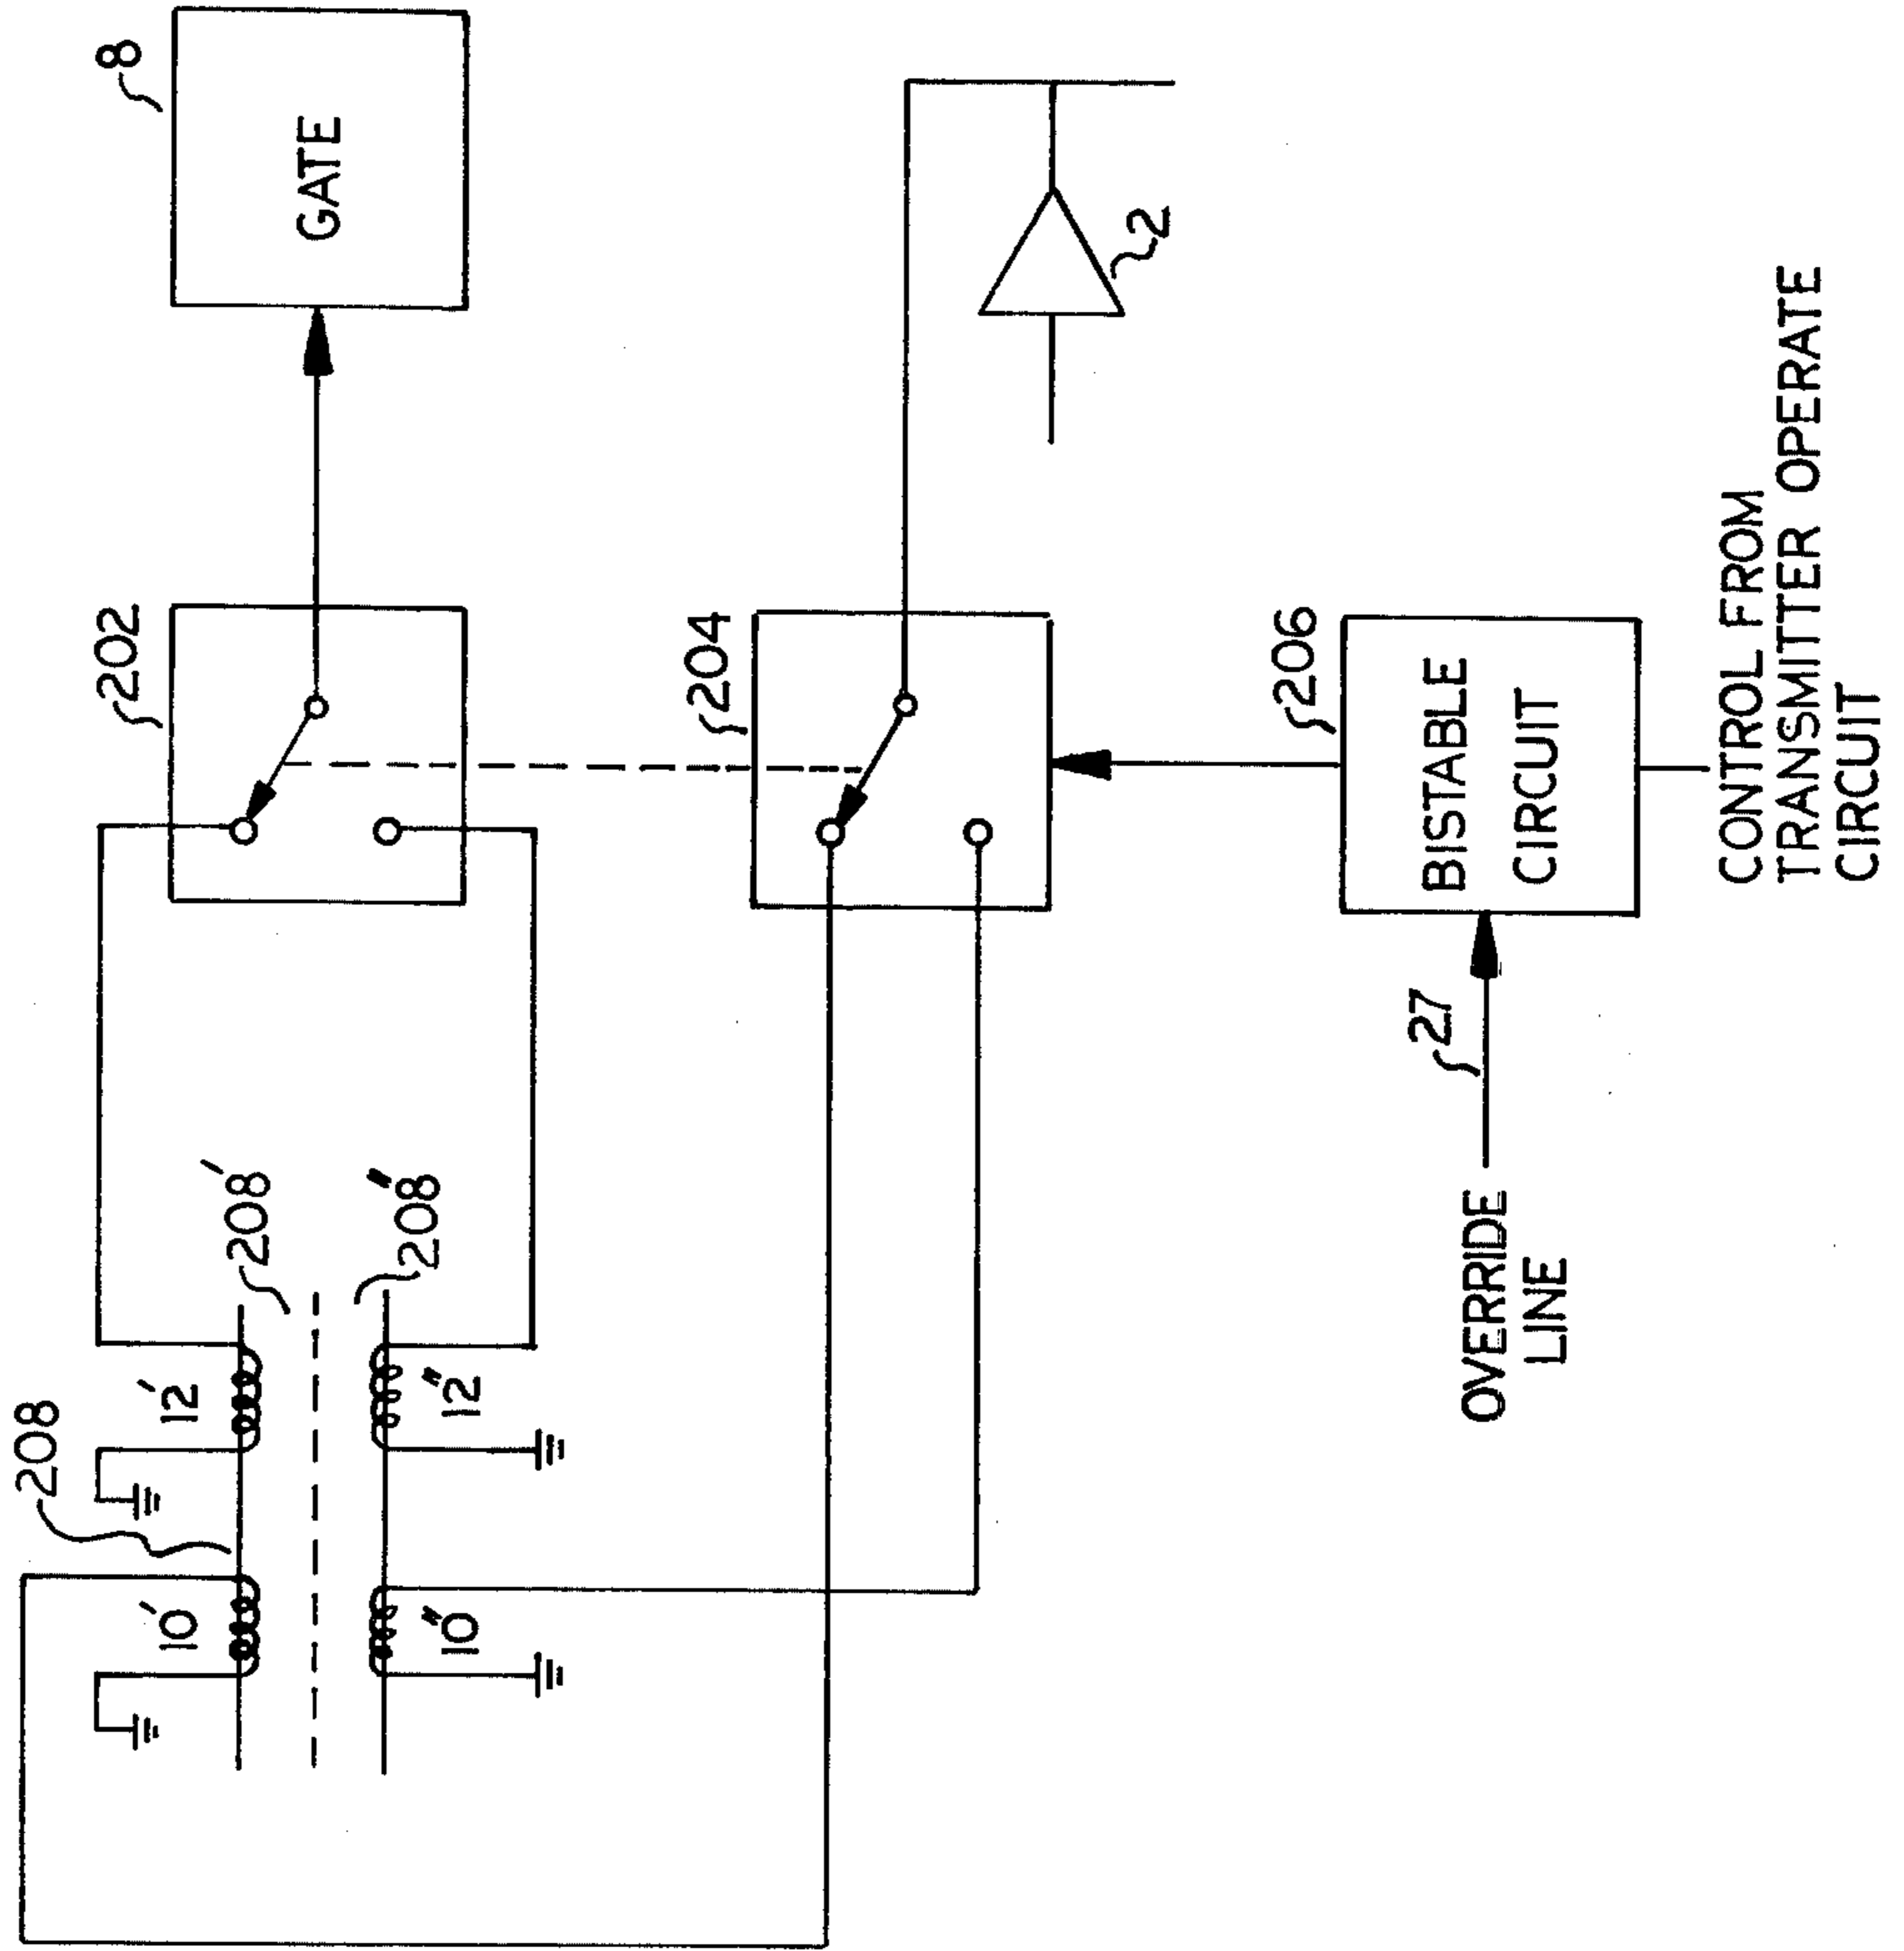 208
208'
10'
12'
208"
10"
12"
202
8
GATE
204
2
27
OVERRIDE
LINE
206
BISTABLE
CIRCUIT
CONTROL FROM
TRANSMITTER OPERATE
CIRCUIT